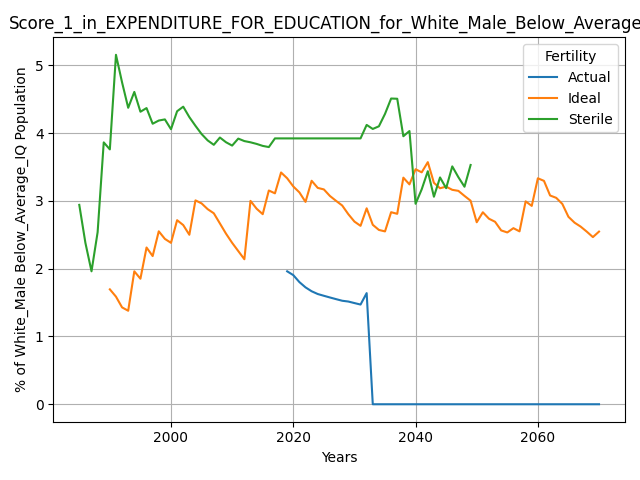 Score_1_in_EXPENDITURE_FOR_EDUCATION_for_White_Male_Below_Average
Fertility
Actual
Ideal
Sterile
% of White_Male Below_Average_IQ Population
5
4
3
2
1
0
2000 2020 2040 2060
Years